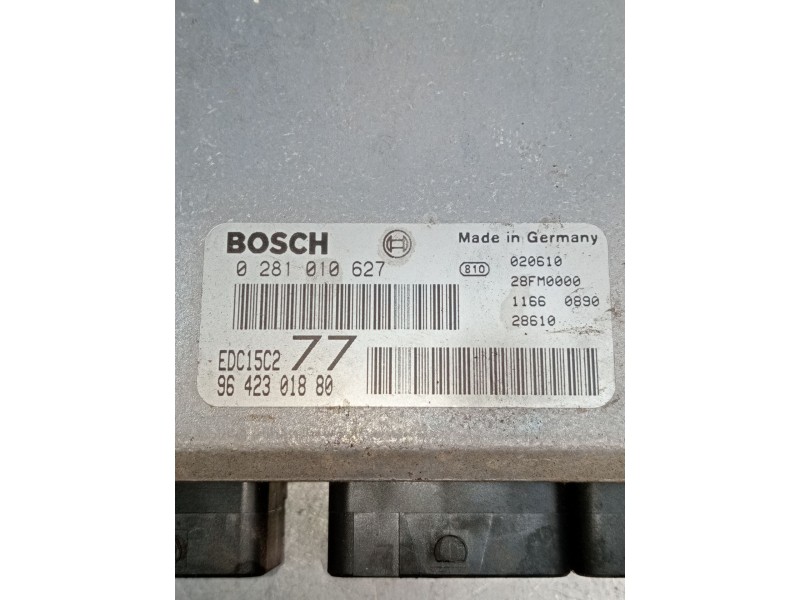 BOSCH
Made in Germany
0 281 010 627
810
020610
28FM0000
1166 0890
28610
EDC15C2
77
96 423 018 80